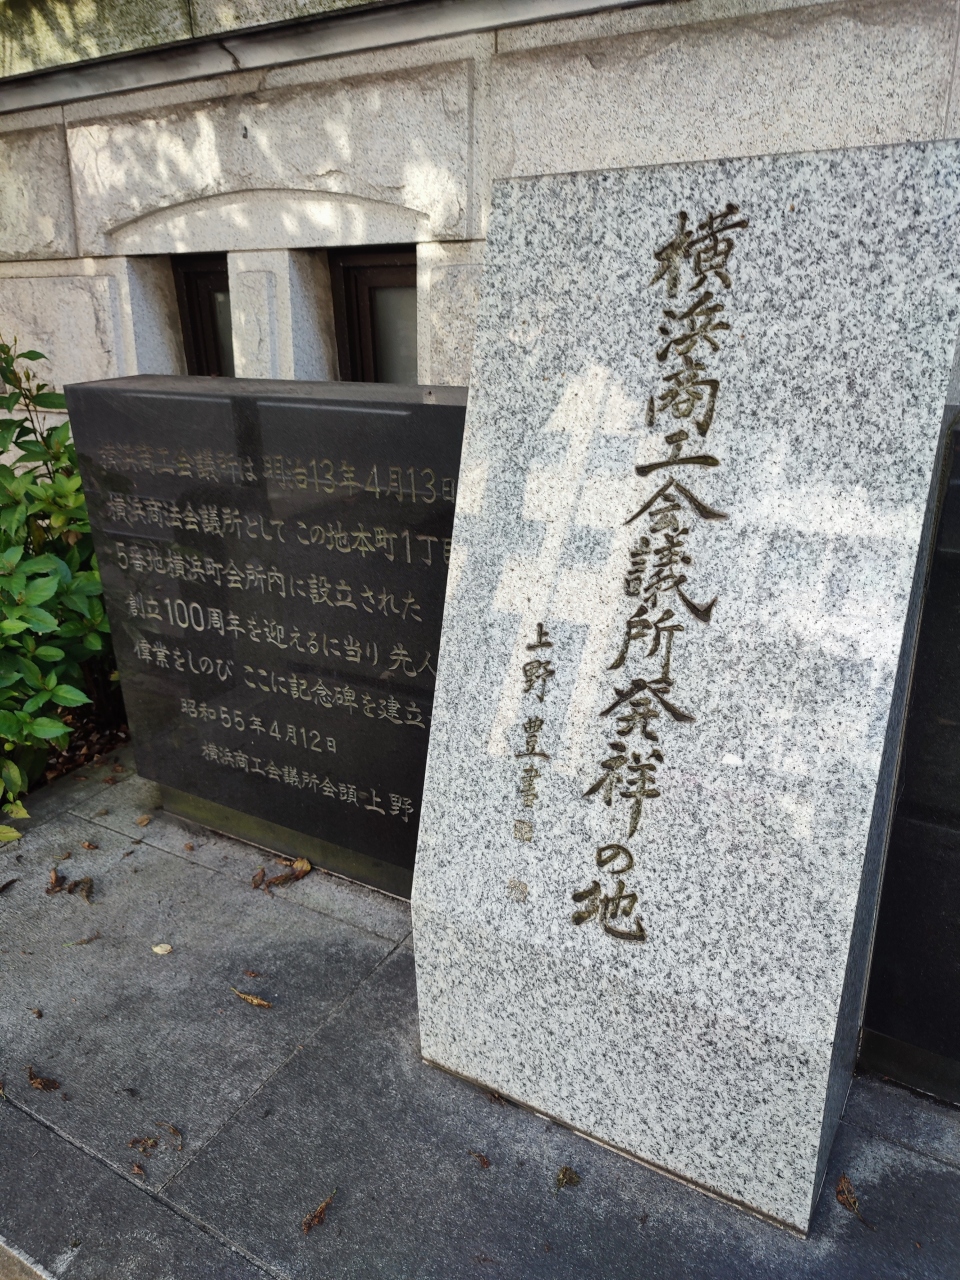 横浜商工会議所発祥の地
上野豊書
横浜商工会議所は 明治13年4月13日
横浜商法会議所として この地本町1丁目
5番地横浜町会所内に設立された
創立100周年を迎えるに当り 先人
偉業をしのび ここに記念碑を建立
昭和55年4月12日
横浜商工会議所会頭 上野